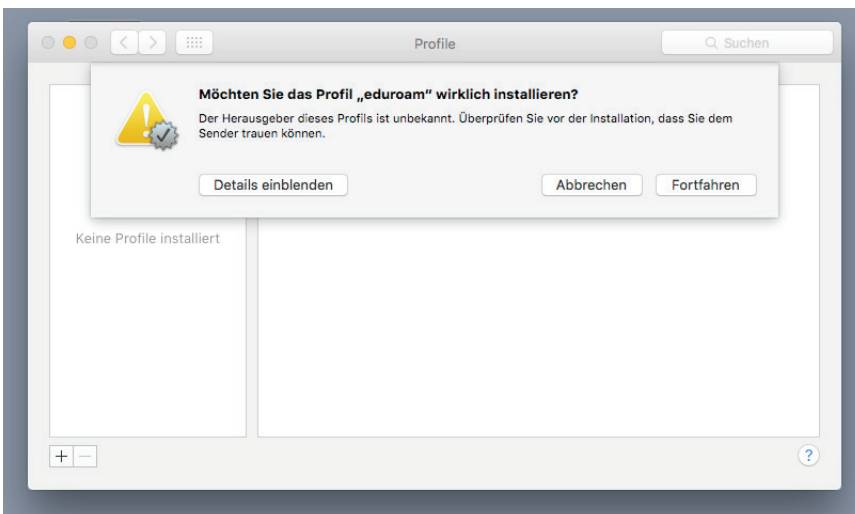 Profile
Suchen
Möchten Sie das Profil „eduroam“ wirklich installieren?
Der Herausgeber dieses Profils ist unbekannt. Überprüfen Sie vor der Installation, dass Sie dem
Sender trauen können.
Details einblenden
Abbrechen
Fortfahren
Keine Profile installiert
+ −
?